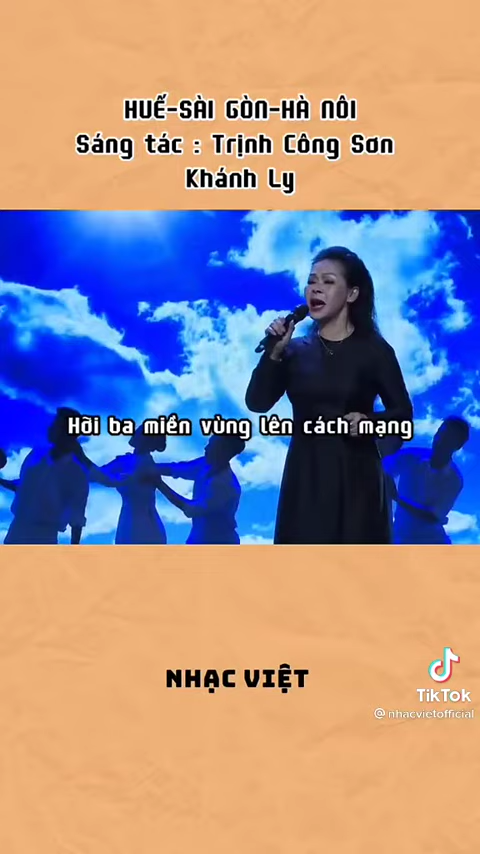 HUẾ-SÀI GÒN-HÀ NÔI
Sáng tác : Trịnh Công Sơn
Khánh Ly
Hỡi ba miền vùng lên cách mạng
NHẠC VIỆT
TikTok
@nhacvietofficial